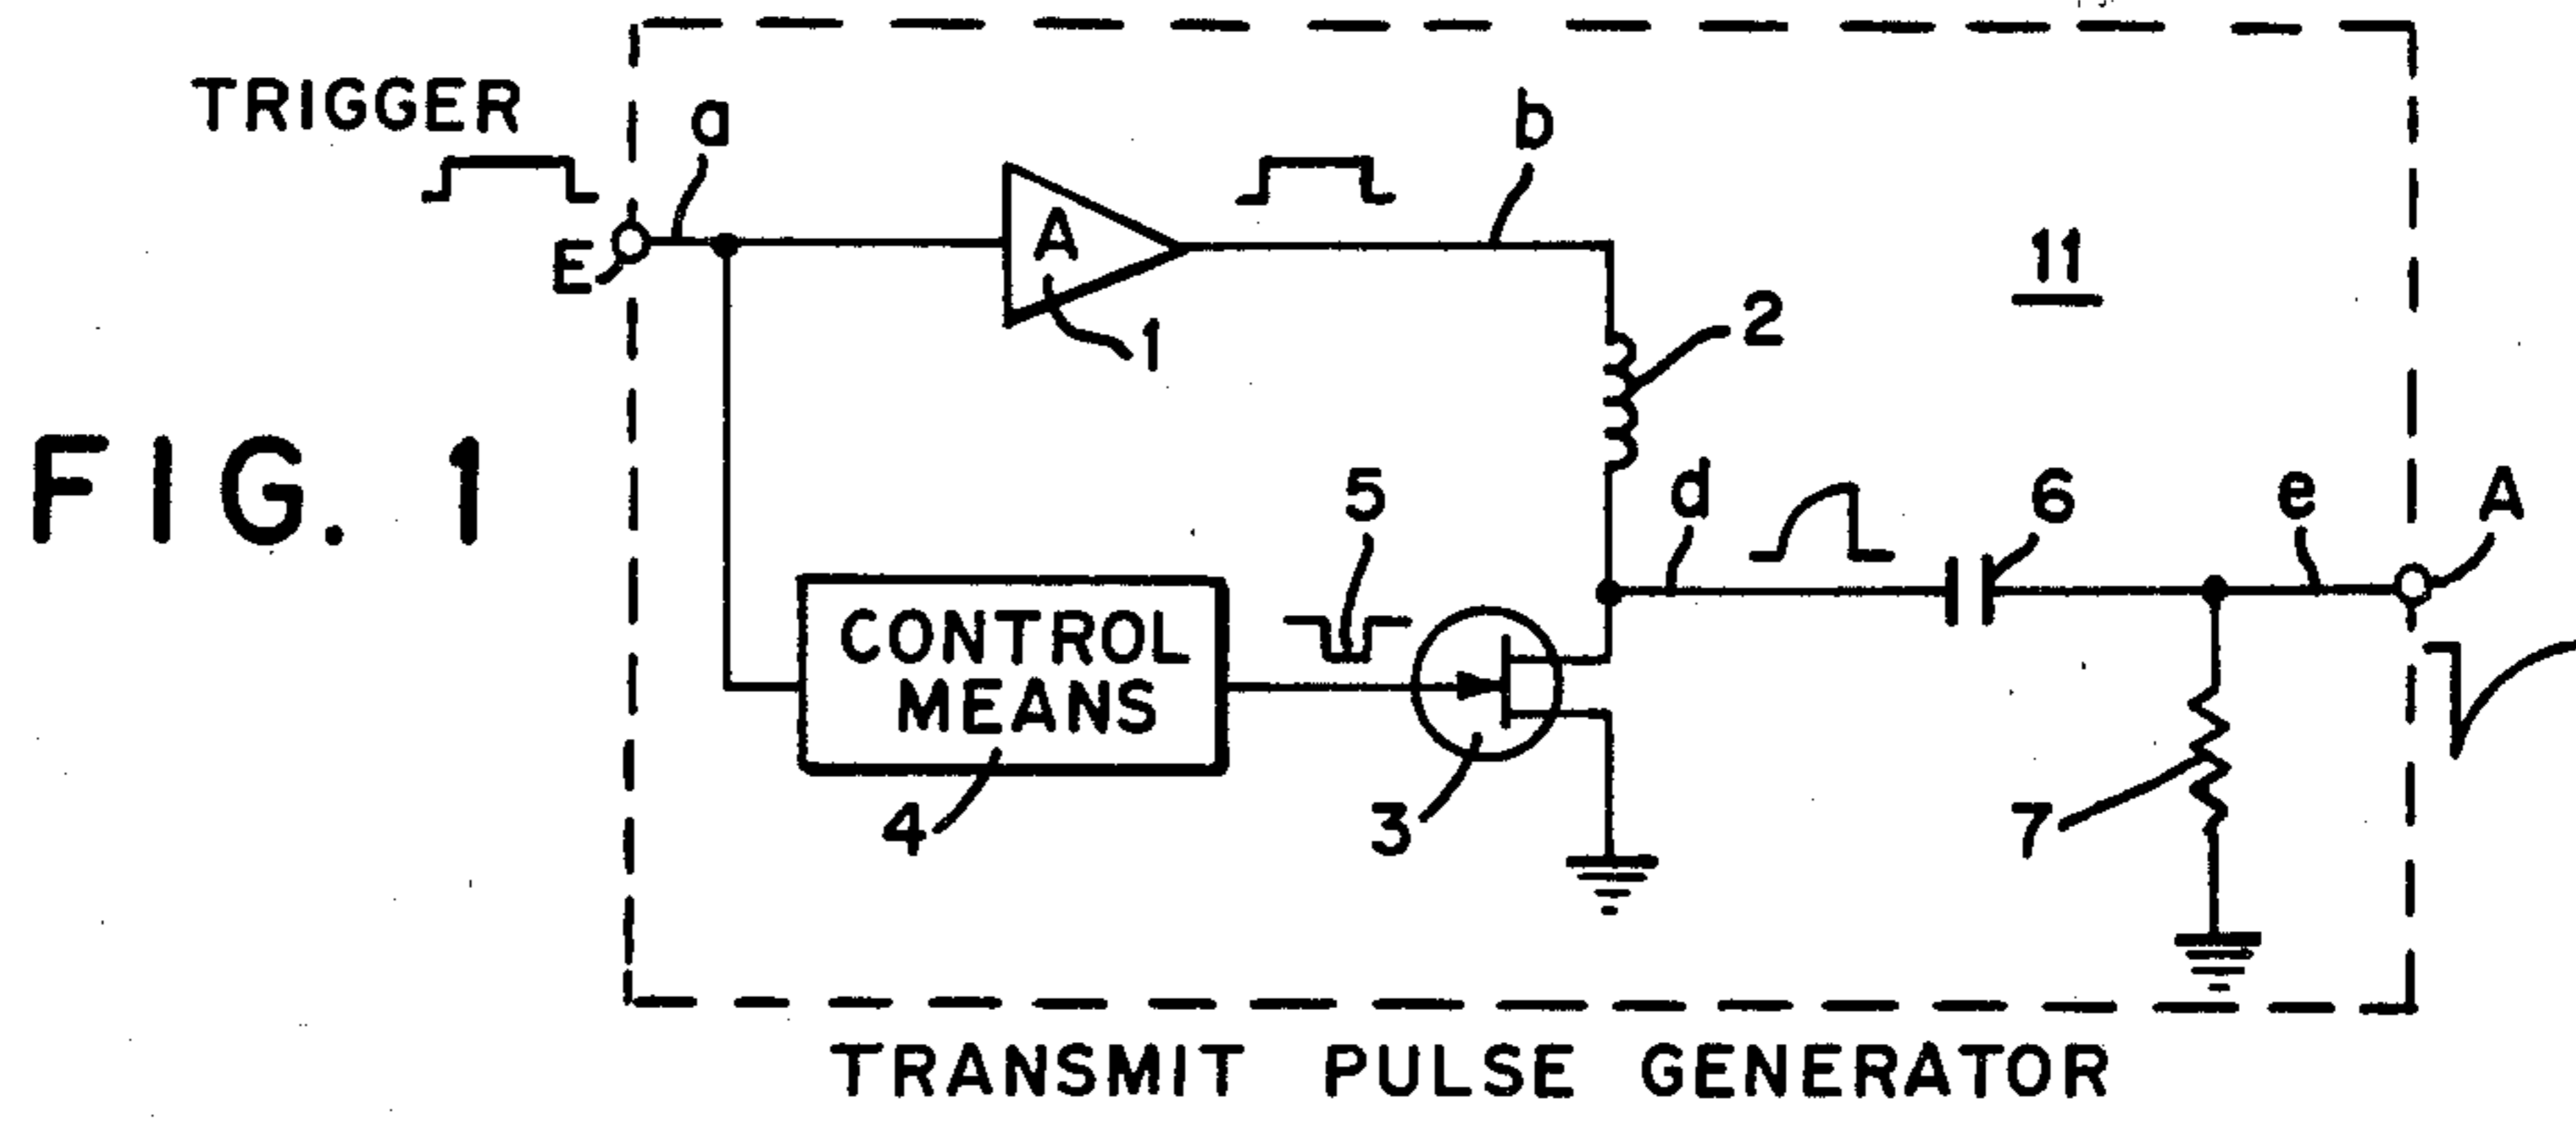 TRIGGER
a
b
E
A
1
11
2
FIG. 1
5
d
6
e
A
CONTROL
MEANS
4
3
7
TRANSMIT PULSE GENERATOR